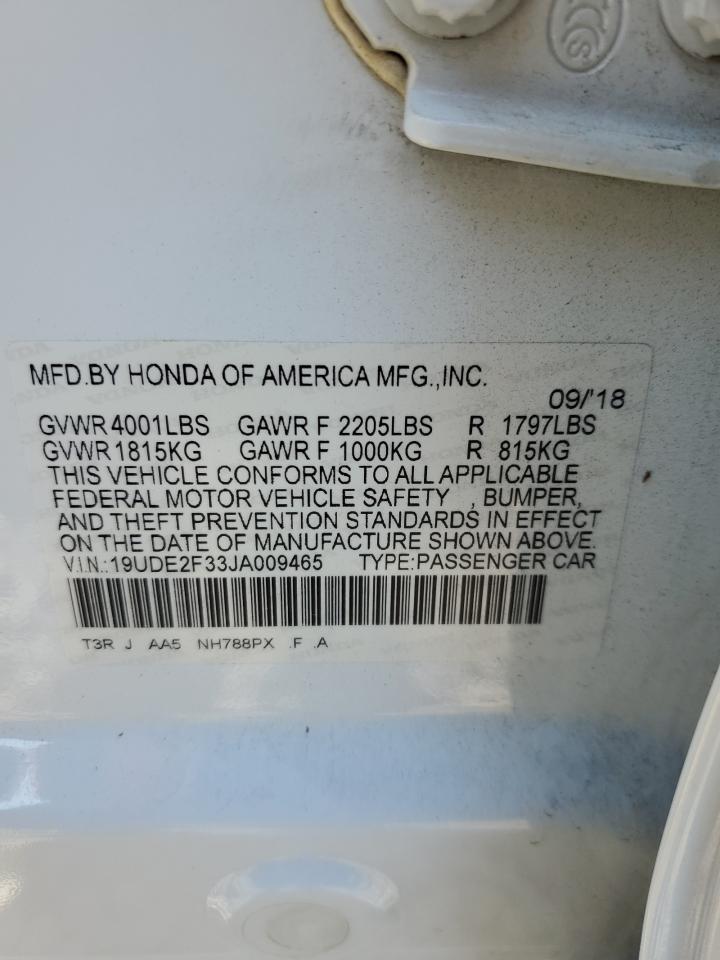 MFD.BY HONDA OF AMERICA MFG.,INC.
09/'18
GVWR 4001LBS GAWR F 2205LBS R 1797LBS
GVWR 1815KG GAWR F 1000KG R 815KG
THIS VEHICLE CONFORMS TO ALL APPLICABLE
FEDERAL MOTOR VEHICLE SAFETY , BUMPER,
AND THEFT PREVENTION STANDARDS IN EFFECT
ON THE DATE OF MANUFACTURE SHOWN ABOVE.
V.I.N.:19UDE2F33JA009465 TYPE:PASSENGER CAR
T3R J AA5 NH788PX .F .A